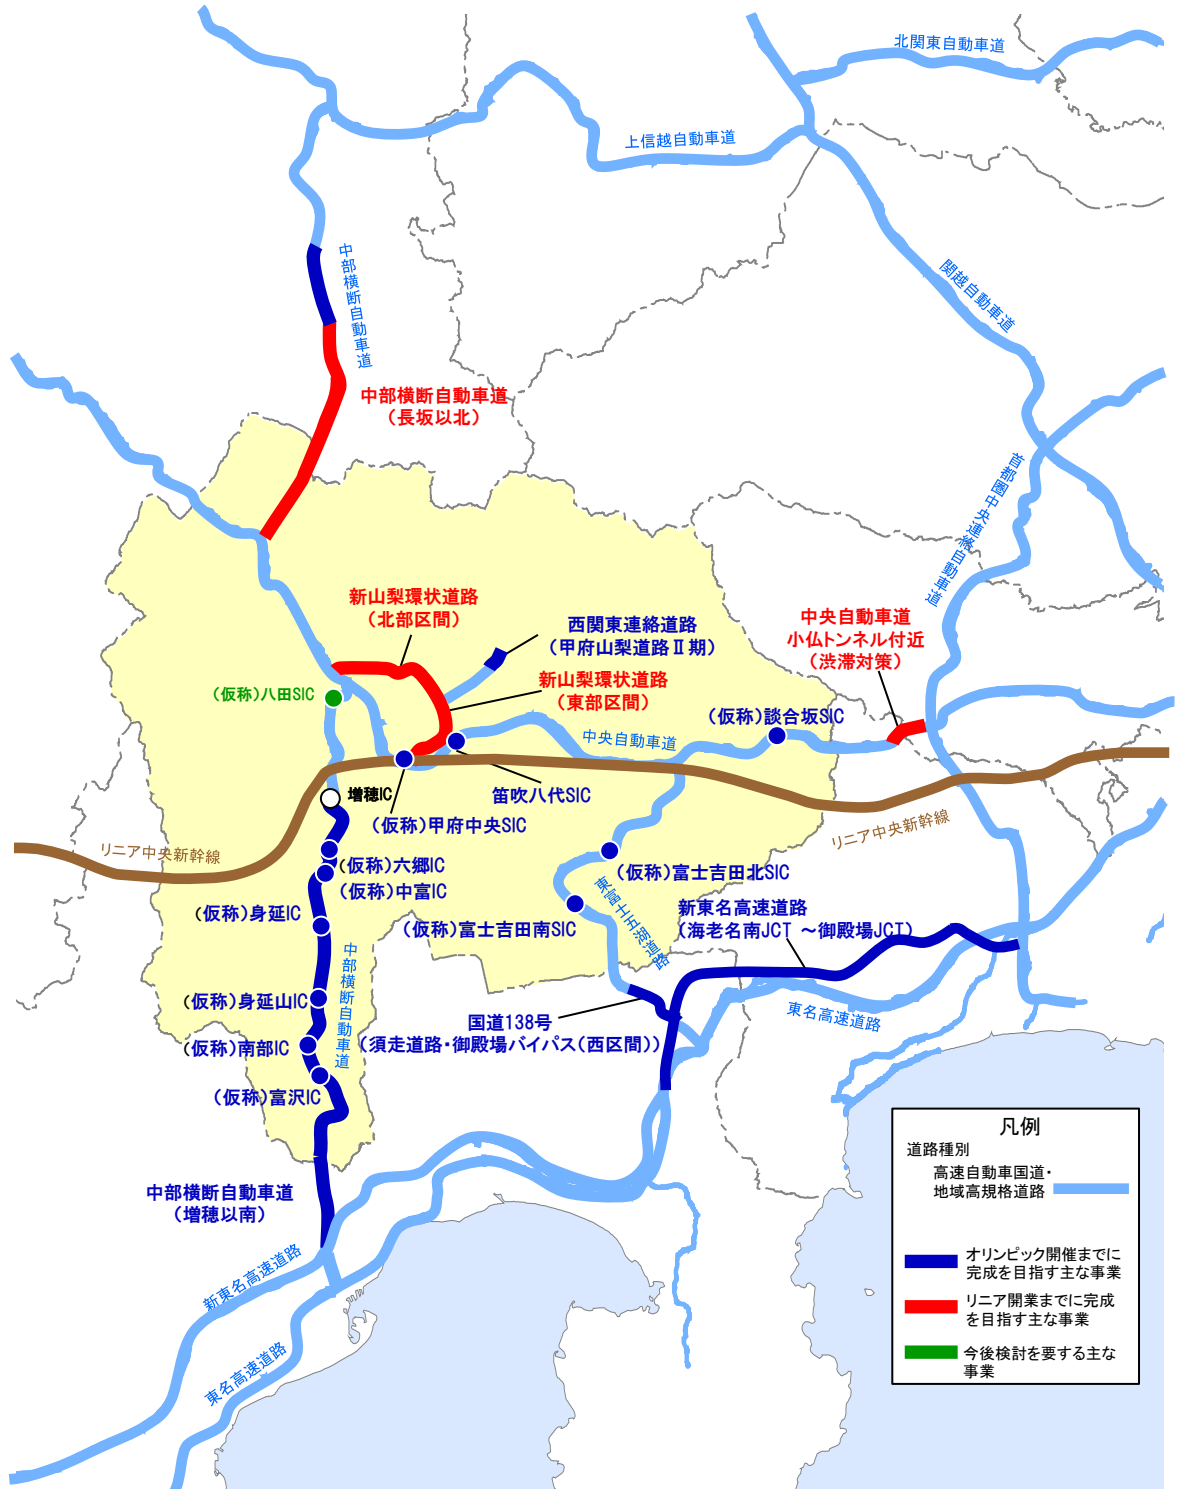 北関東自動車道
上信越自動車道
関越自動車道
中部横断自動車道
中部横断自動車道
（長坂以北）
首都圏中央連絡自動車道
新山梨環状道路
（北部区間）
西関東連絡道路
（甲府山梨道路Ⅱ期）
中央自動車道
小仏トンネル付近
（渋滞対策）
新山梨環状道路
（東部区間）
（仮称）八田SIC
（仮称）談合坂SIC
中央自動車道
増穂IC
笛吹八代SIC
（仮称）甲府中央SIC
リニア中央新幹線
リニア中央新幹線
（仮称）六郷IC
（仮称）中富IC
（仮称）富士吉田北SIC
（仮称）身延IC
（仮称）富士吉田南SIC
東富士五湖道路
新東名高速道路
（海老名南JCT ～御殿場JCT）
中部横断自動車道
（仮称）身延山IC
国道138号
（須走道路・御殿場バイパス（西区間））
東名高速道路
（仮称）南部IC
（仮称）富沢IC
中部横断自動車道
（増穂以南）
新東名高速道路
東名高速道路
凡例
道路種別
高速自動車国道・
地域高規格道路
オリンピック開催までに
完成を目指す主な事業
リニア開業までに完成
を目指す主な事業
今後検討を要する主な
事業